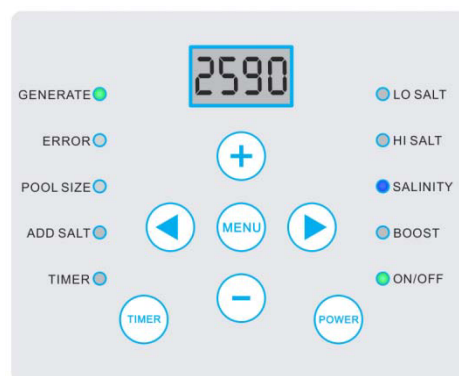 2590
GENERATE
LO SALT
ERROR
+
HI SALT
POOL SIZE
SALINITY
ADD SALT
MENU
BOOST
TIMER
−
ON/OFF
TIMER
POWER